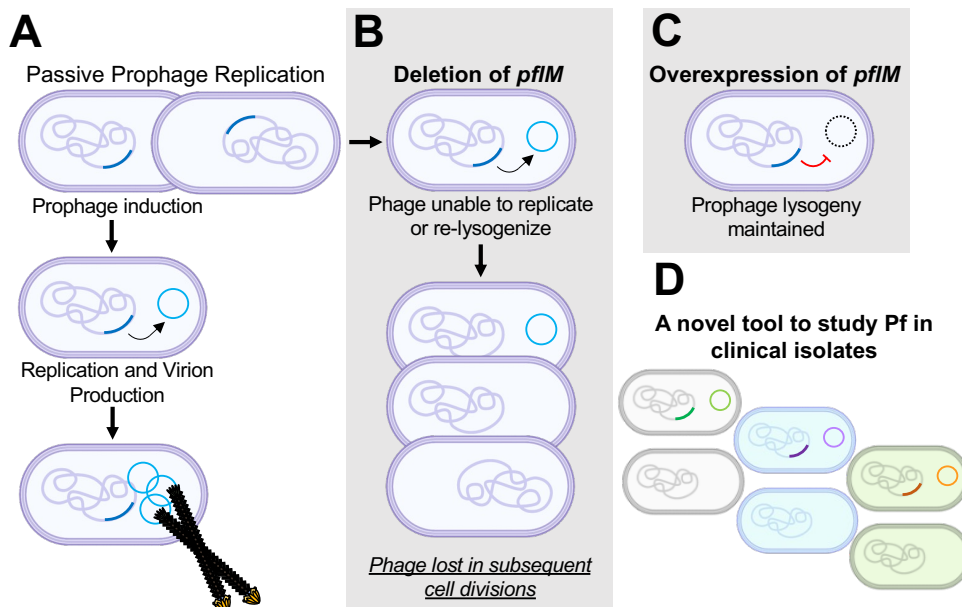 A
Passive Prophage Replication
Prophage induction
Replication and Virion
Production
B
Deletion of pflM
Phage unable to replicate
or re-lysogenize
Phage lost in subsequent
cell divisions
C
Overexpression of pflM
Prophage lysogeny
maintained
D
A novel tool to study Pf in
clinical isolates